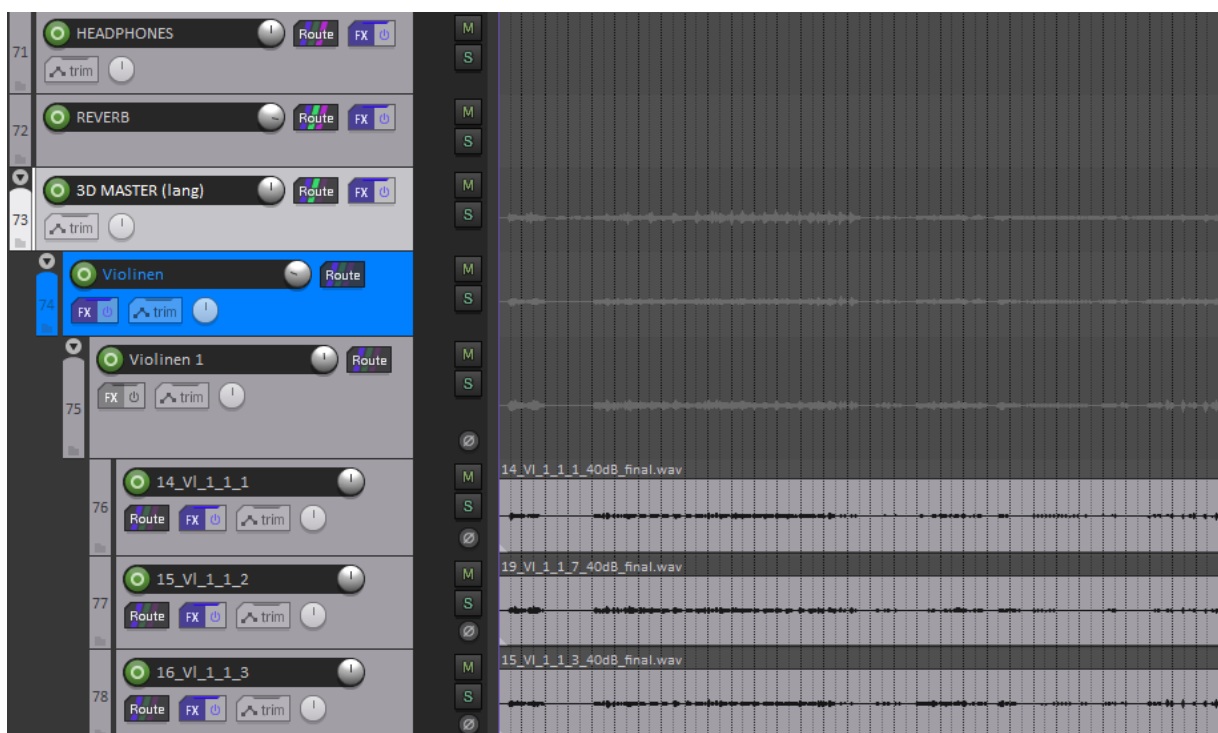 71
HEADPHONES
Route
FX
M
S
trim
72
REVERB
Route
FX
M
S
73
3D MASTER (lang)
Route
FX
M
S
trim
74
Violinen
Route
M
S
FX
trim
75
Violinen 1
Route
M
S
FX
trim
76
14_Vl_1_1_1
M
S
Route
FX
trim
14_Vl_1_1_1_40dB_final.wav
77
15_Vl_1_1_2
M
S
Route
FX
trim
19_Vl_1_1_7_40dB_final.wav
78
16_Vl_1_1_3
M
S
Route
FX
trim
15_Vl_1_1_3_40dB_final.wav